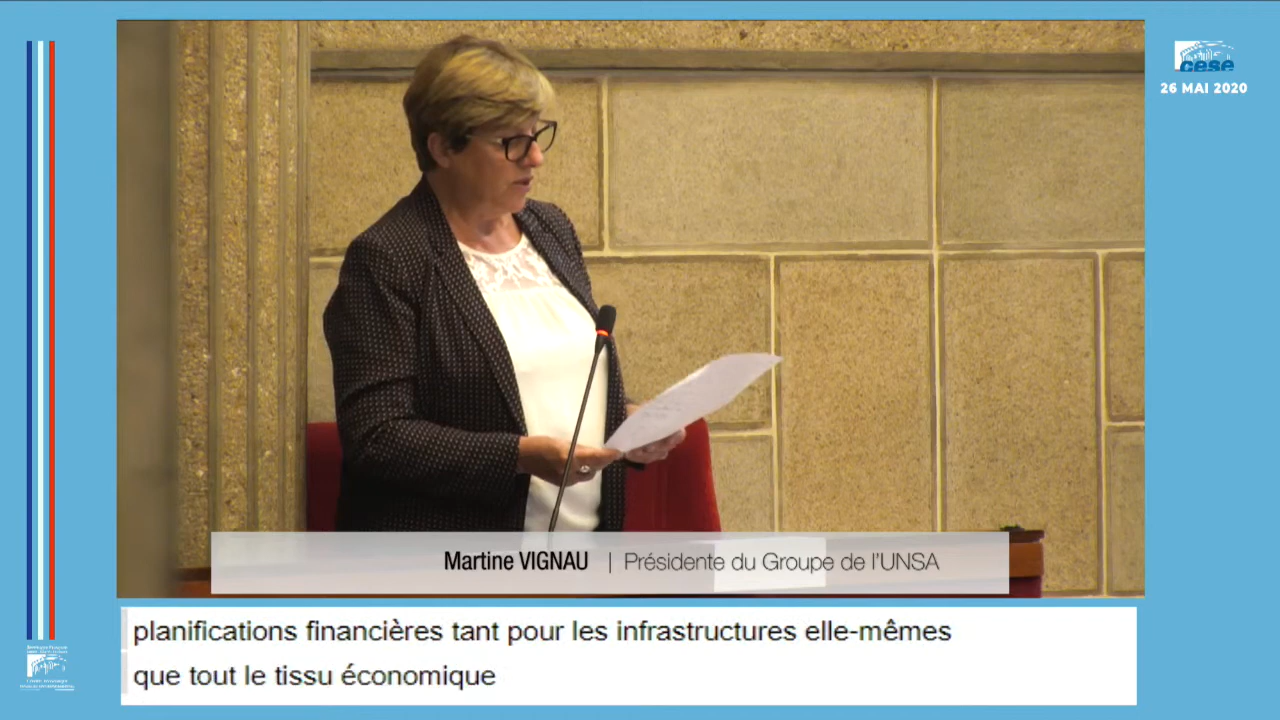 cese
26 MAI 2020
Martine VIGNAU | Présidente du Groupe de l'UNSA
planifications financières tant pour les infrastructures elle-mêmes
que tout le tissu économique